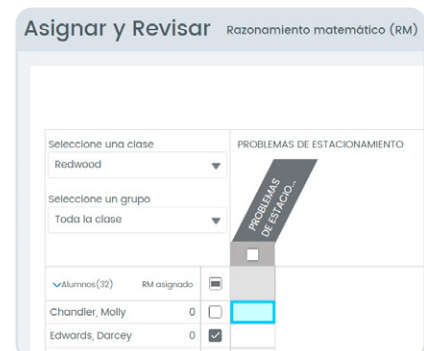 Asignar y Revisar Razonamiento matemático (RM)
Seleccione una clase
Redwood
Seleccione un grupo
Toda la clase
PROBLEMAS DE ESTACIONAMIENTO
PROBLEMAS
DE ESTACIO...
Alumnos(32) RM asignado
Chandler, Molly 0
Edwards, Darcey 0